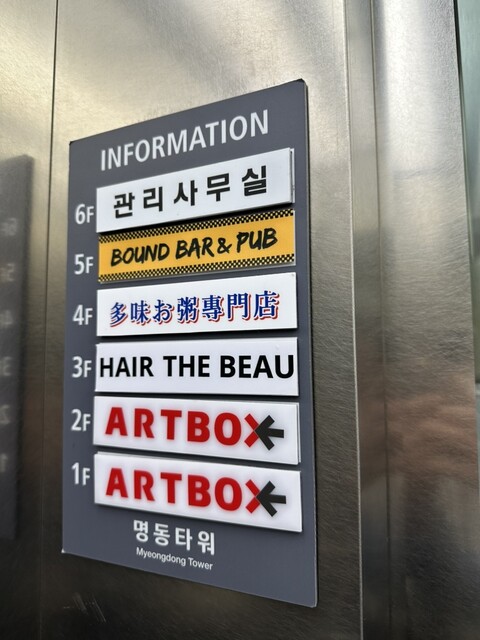 INFORMATION
6F 관리사무실
5F BOUND BAR & PUB
4F 多味お粥専門店
3F HAIR THE BEAU
2F ARTBOX
1F ARTBOX
명동타워
Myeongdong Tower